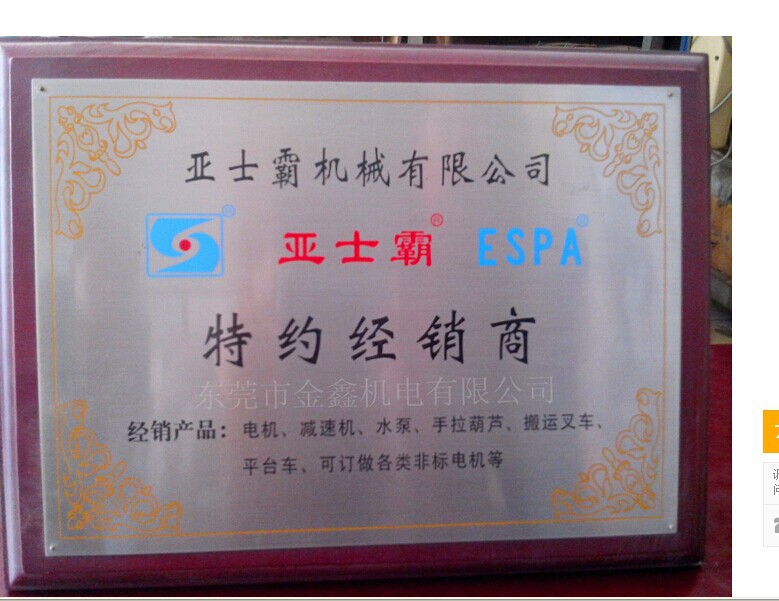 亚士霸机械有限公司
® 亚士霸® ESPA®
特约经销商
东莞市金鑫机电有限公司
经销产品：电机、减速机、水泵、手拉葫芦、搬运叉车、
平台车、可订做各类非标电机等